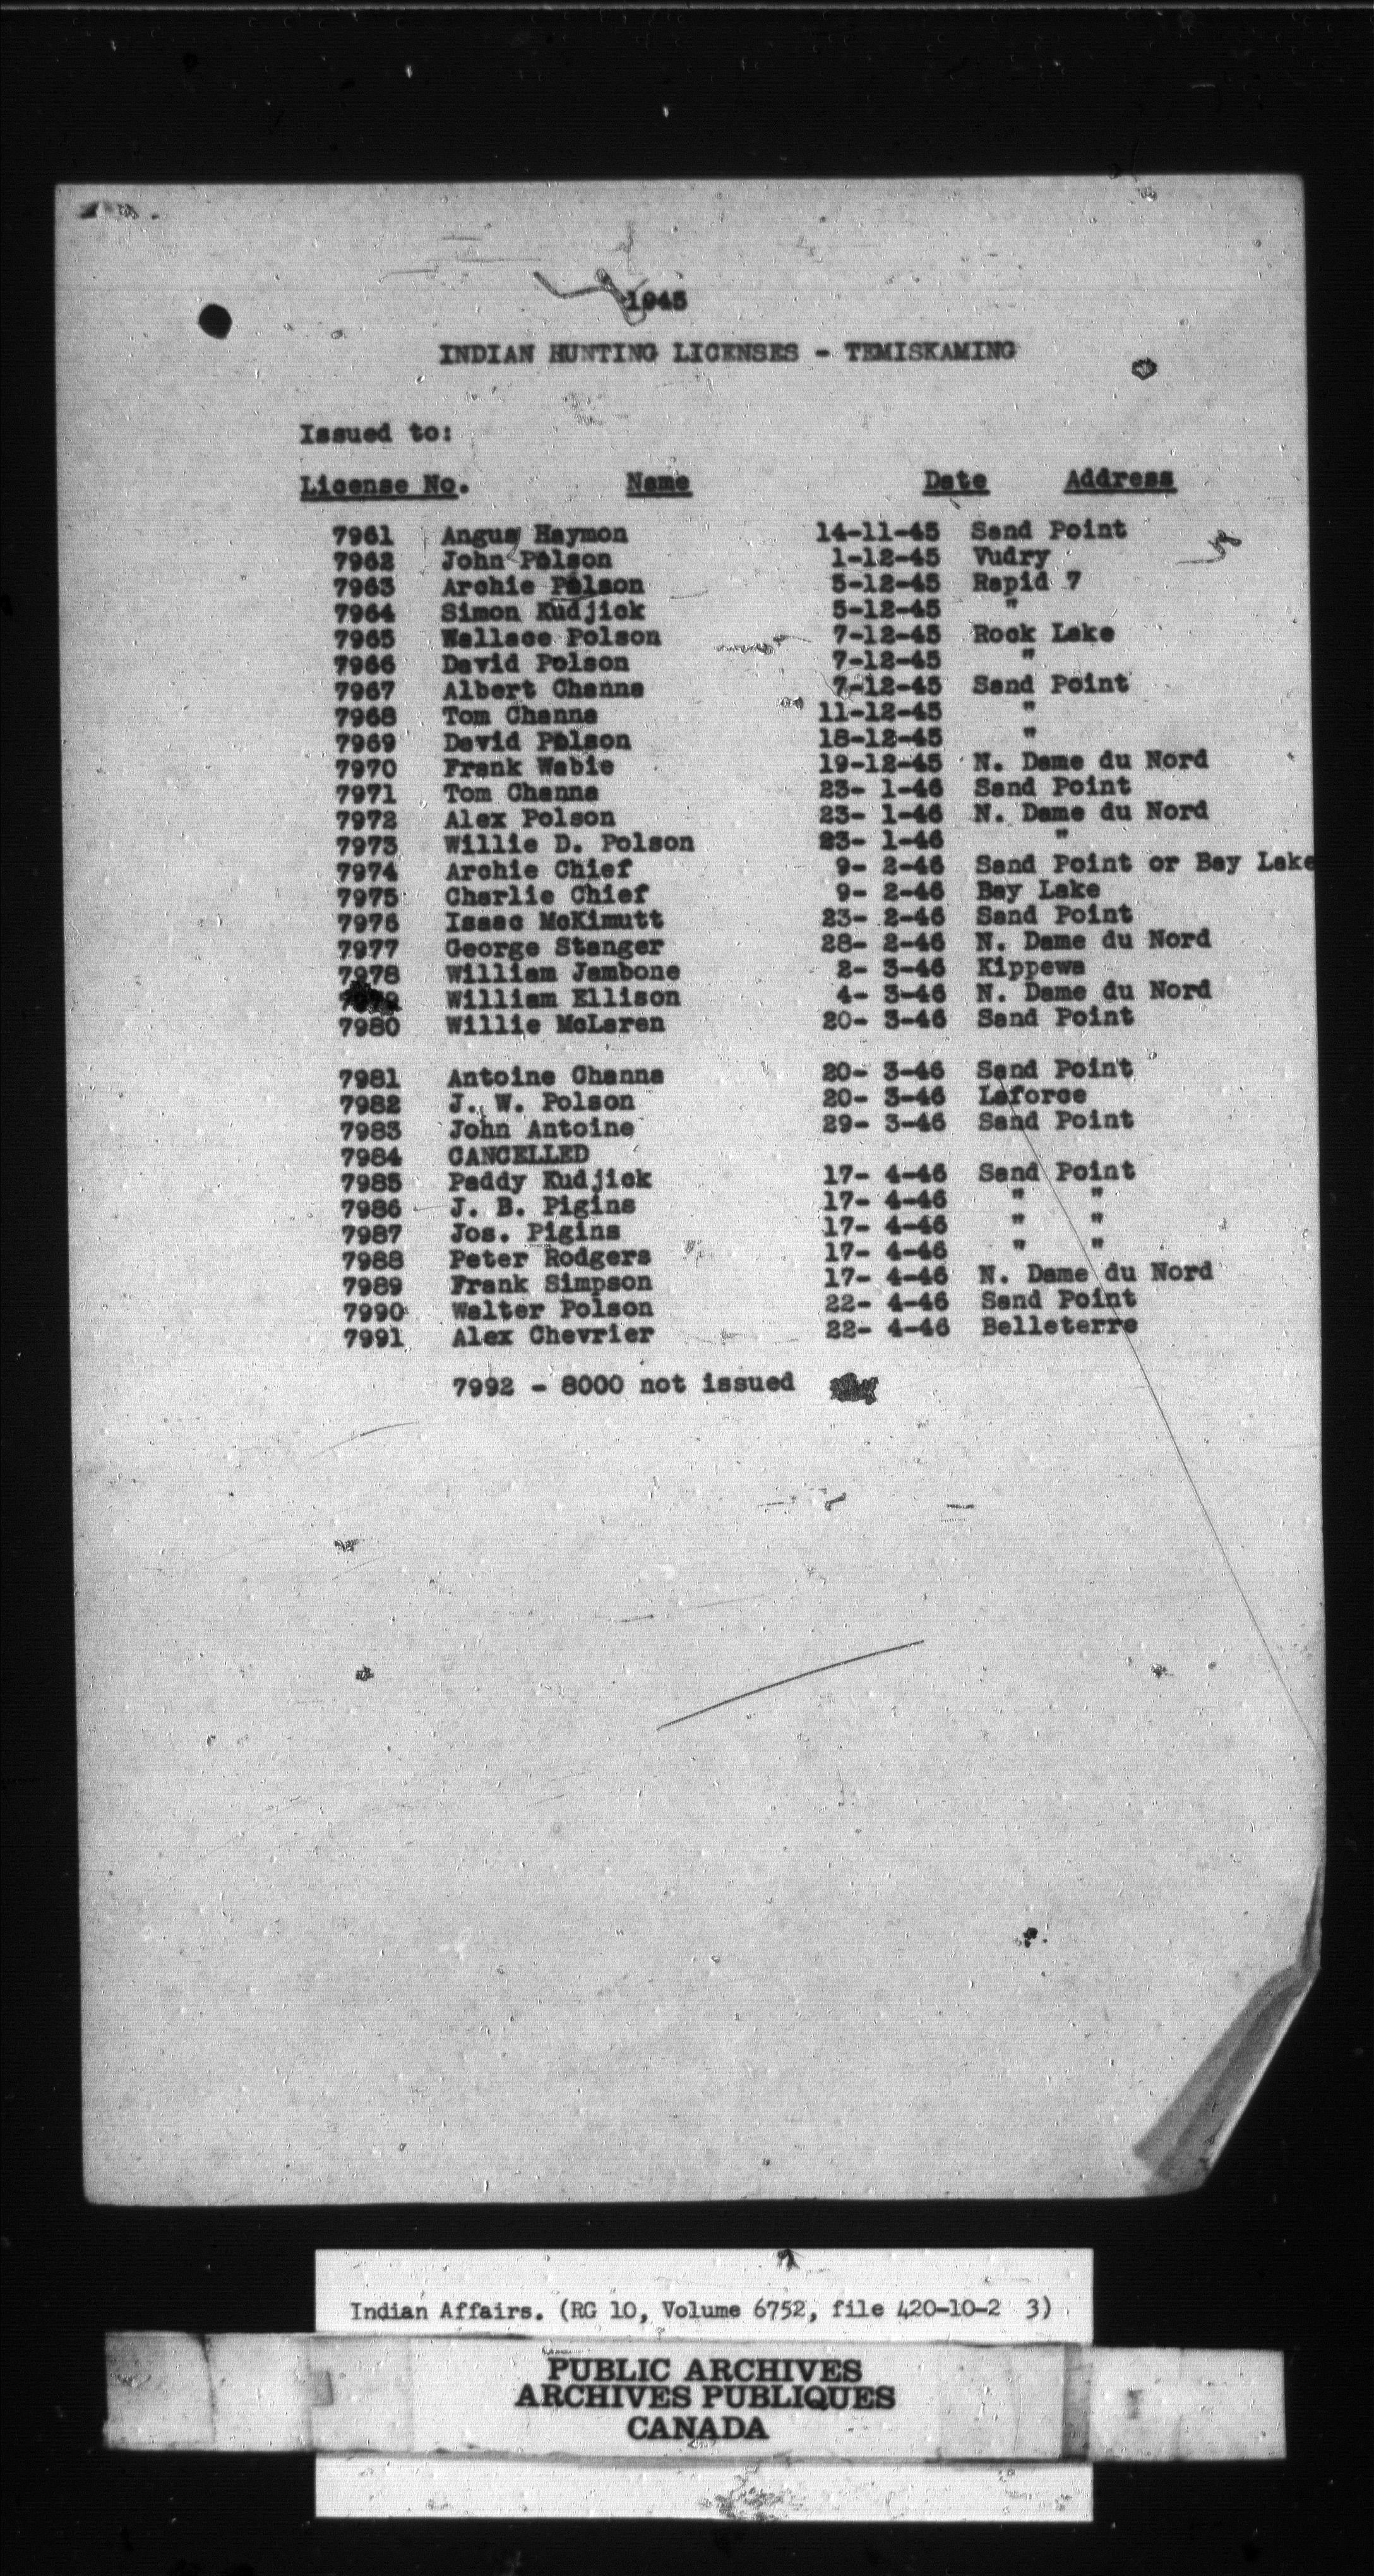 1945
INDIAN HUNTING LICENSES - TEMISKAMING
Issued to:
License No. Name Date Address
7961 Angus Haymon 14-11-45 Sand Point
7962 John Polson 1-12-45 Vudry
7963 Archie Polson 5-12-45 Rapid 7
7964 Simon Kudjick 5-12-45 "
7965 Wallace Polson 7-12-45 Rock Lake
7966 David Polson 7-12-45 "
7967 Albert Channa 7-12-45 Sand Point
7968 Tom Channa 11-12-45 "
7969 David Polson 18-12-45 "
7970 Frank Wabie 19-12-45 N. Dame du Nord
7971 Tom Channa 23- 1-46 Sand Point
7972 Alex Polson 23- 1-46 N. Dame du Nord
7973 Willie D. Polson 23- 1-46 "
7974 Archie Chief 9- 2-46 Sand Point or Bay Lake
7975 Charlie Chief 9- 2-46 Bay Lake
7976 Isaac McKimutt 23- 2-46 Sand Point
7977 George Stanger 28- 2-46 N. Dame du Nord
7978 William Jambone 2- 3-46 Kippewa
7979 William Ellison 4- 3-46 N. Dame du Nord
7980 Willie McLaren 20- 3-46 Sand Point
7981 Antoine Channa 20- 3-46 Sand Point
7982 J. W. Polson 20- 3-46 Laforce
7983 John Antoine 29- 3-46 Sand Point
7984 CANCELLED
7985 Paddy Kudjick 17- 4-46 Sand Point
7986 J. B. Pigins 17- 4-46 " "
7987 Jos. Pigins 17- 4-46 " "
7988 Peter Rodgers 17- 4-46 " "
7989 Frank Simpson 17- 4-46 N. Dame du Nord
7990 Walter Polson 22- 4-46 Sand Point
7991 Alex Chevrier 22- 4-46 Belleterre
7992 - 8000 not issued
Indian Affairs. (RG 10, Volume 6752, file 420-10-2 3)
PUBLIC ARCHIVES
ARCHIVES PUBLIQUES
CANADA